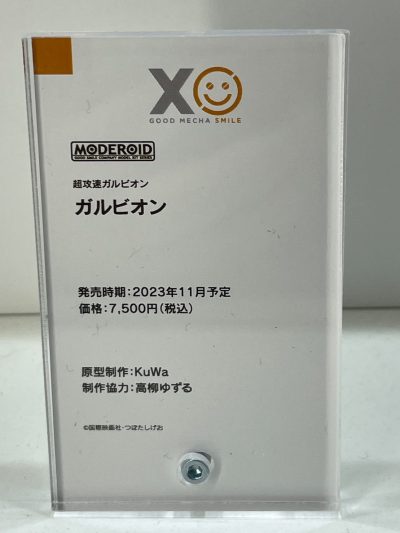 XO
GOOD MECHA SMILE
MODEROID
GOOD SMILE COMPANY MODEL KIT SERIES
超攻速ガルビオン
ガルビオン
発売時期:2023年11月予定
価格:7,500円(税込)
原型制作:KuWa
制作協力:高柳ゆずる
©国際映画社・つぼたしげお